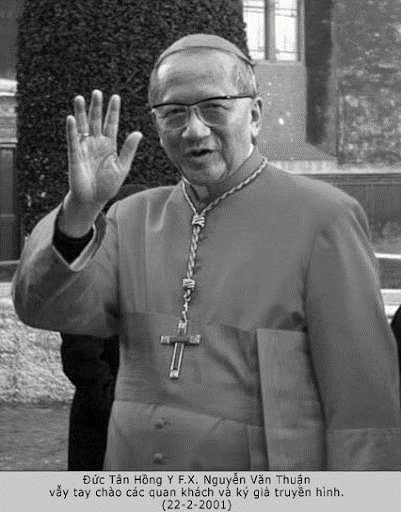 Đức Tân Hồng Y F.X. Nguyễn Văn Thuận
vẫy tay chào các quan khách và ký giả truyền hình.
(22-2-2001)